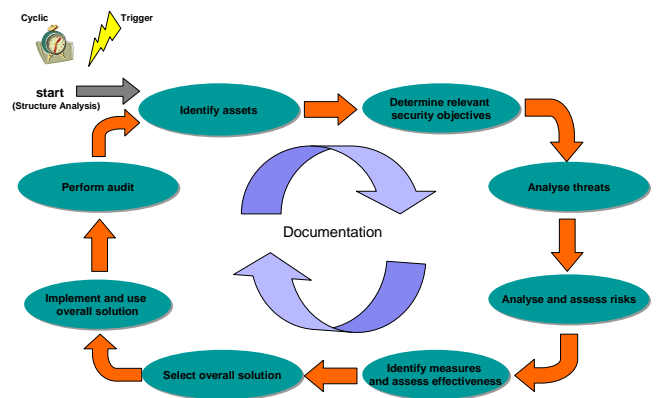 Cyclic
Trigger
start
(Structure Analysis)
Identify assets
Determine relevant
security objectives
Analyse threats
Analyse and assess risks
Identify measures
and assess effectiveness
Select overall solution
Implement and use
overall solution
Perform audit
Documentation